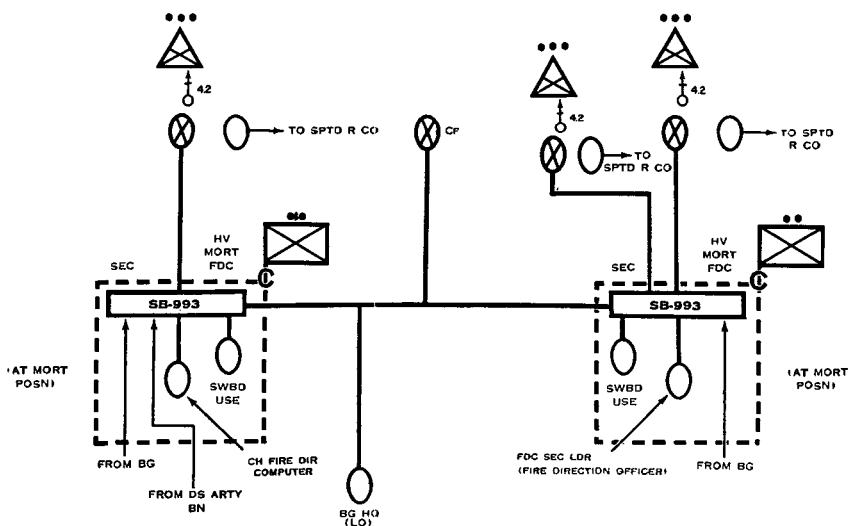 4.2
4.2
4.2
TO SPTD R CO
CP
TO
SPTD R CO
TO SPTD
R CO
SEC
HV
MORT
FDC
SEC
HV
MORT
FDC
SB-993
SB-993
(AT MORT
POSN)
SWBD
USE
SWBD
USE
(AT MORT
POSN)
FROM BG
CH FIRE DIR
COMPUTER
FDC SEC LDR
(FIRE DIRECTION OFFICER)
FROM BG
FROM DS ARTY
BN
BG HQ
(LO)